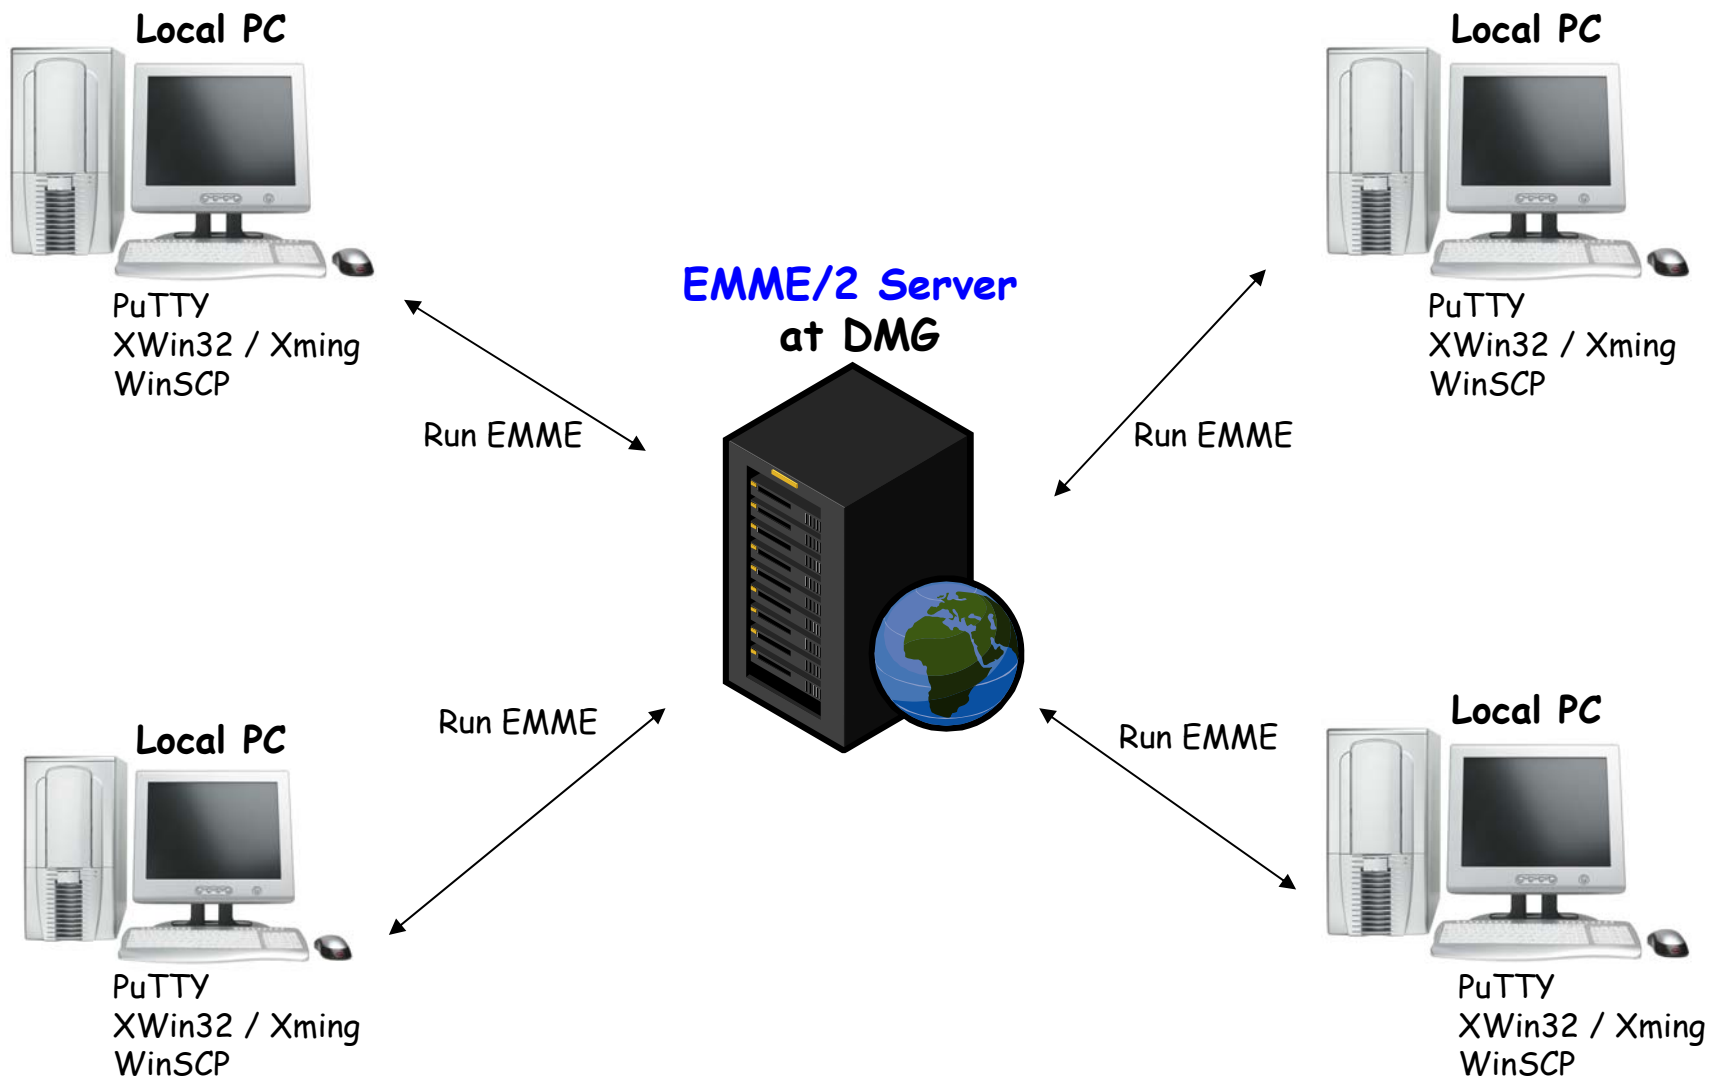 Local PC
PuTTY
XWin32 / Xming
WinSCP
Run EMME
Local PC
PuTTY
XWin32 / Xming
WinSCP
Run EMME
EMME/2 Server
at DMG
Run EMME
Local PC
PuTTY
XWin32 / Xming
WinSCP
Run EMME
Local PC
PuTTY
XWin32 / Xming
WinSCP